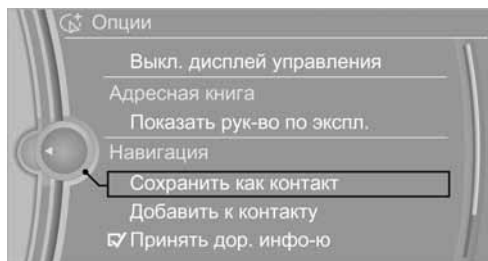 Опции
Выкл. дисплей управления
Адресная книга
Показать рук-во по экспл.
Навигация
Сохранить как контакт
Добавить к контакту
Принять дор. инфо-ю